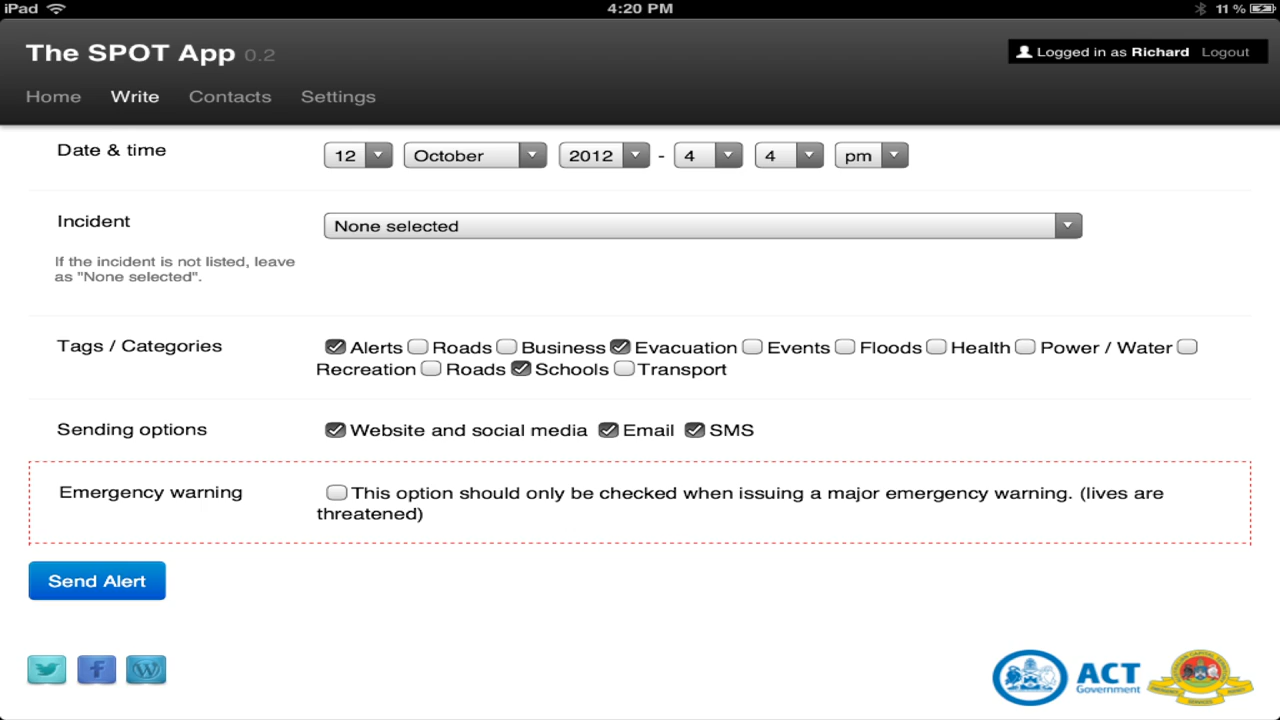 iPad 4:20 PM 11 %
The SPOT App 0.2
Logged in as Richard Logout
Home Write Contacts Settings
Date & time 12 October 2012 - 4 4 pm
Incident None selected
If the incident is not listed, leave
as "None selected".
Tags / Categories Alerts Roads Business Evacuation Events Floods Health Power / Water
Recreation Roads Schools Transport
Sending options Website and social media Email SMS
Emergency warning This option should only be checked when issuing a major emergency warning. (lives are
threatened)
Send Alert
ACT
Government